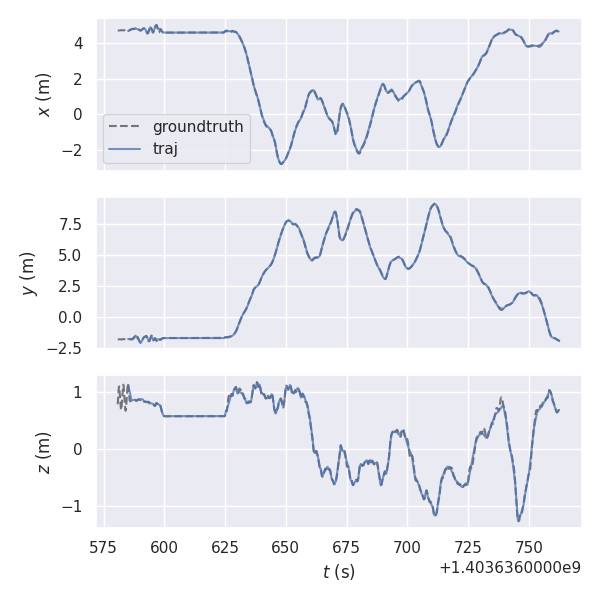 4
2
0
−2
x (m)
groundtruth
traj
7.5
5.0
2.5
0.0
−2.5
y (m)
1
0
−1
z (m)
575 600 625 650 675 700 725 750
t (s)
+1.4036360000e9